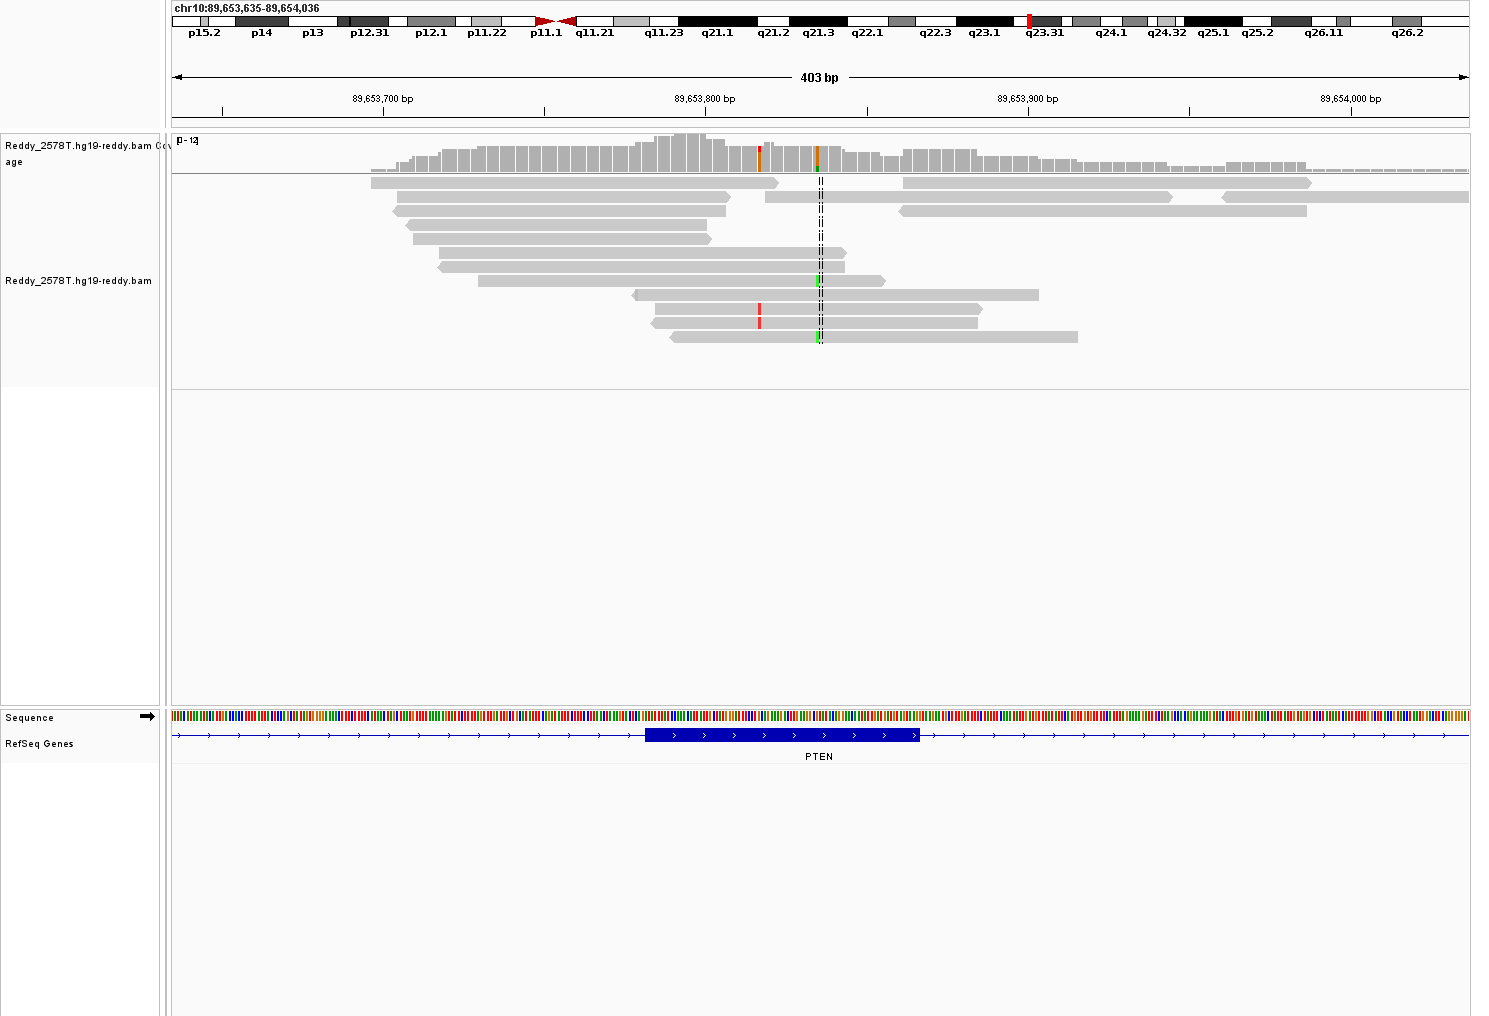 chr10:89,653,635-89,654,036
p15.2 p14 p13 p12.31 p12.1 p11.22 p11.1 q11.21 q11.23 q21.1 q21.2 q21.3 q22.1 q22.3 q23.1 q23.31 q24.1 q24.32 q25.1 q25.2 q26.11 q26.2
403 bp
89,653,700 bp 89,653,800 bp 89,653,900 bp 89,654,000 bp
Reddy_2578T.hg19-reddy.bam Cov
age
[0 - 12]
Reddy_2578T.hg19-reddy.bam
Sequence
RefSeq Genes
PTEN